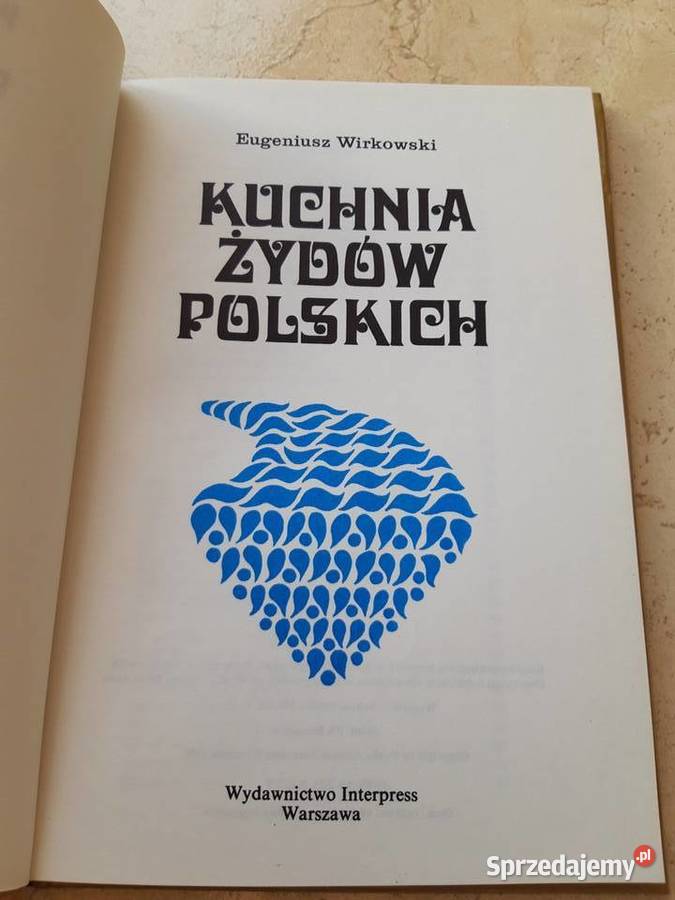 Eugeniusz Wirkowski
KUCHNIA
ŻYDÓW
POLSKICH
Wydawnictwo Interpress
Warszawa
Sprzedajemy.pl